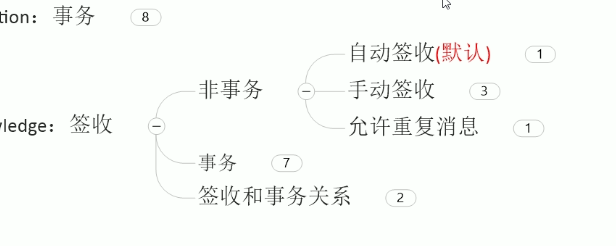 tion：事务 8
自动签收(默认) 1
非事务 手动签收 3
允许重复消息 1
vledge：签收
事务 7
签收和事务关系 2